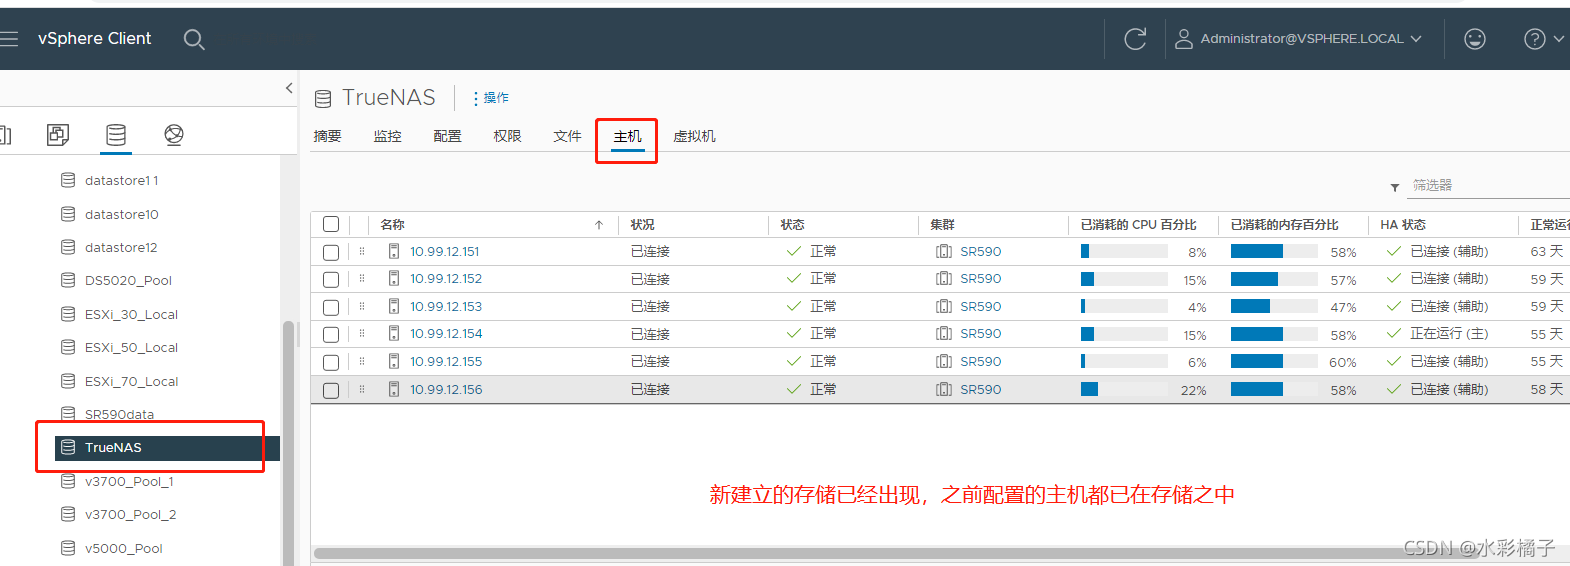 vSphere Client
Administrator@VSPHERE.LOCAL
TrueNAS
操作
摘要 监控 配置 权限 文件 主机 虚拟机
筛选器
datastore11
datastore10
datastore12
DS5020_Pool
ESXi_30_Local
ESXi_50_Local
ESXi_70_Local
SR590data
TrueNAS
v3700_Pool_1
v3700_Pool_2
v5000_Pool
名称 状况 状态 集群 已消耗的 CPU 百分比 已消耗的内存百分比 HA 状态 正常运行
10.99.12.151 已连接 正常 SR590 8% 58% 已连接 (辅助) 63 天
10.99.12.152 已连接 正常 SR590 15% 57% 已连接 (辅助) 59 天
10.99.12.153 已连接 正常 SR590 4% 47% 已连接 (辅助) 59 天
10.99.12.154 已连接 正常 SR590 15% 58% 正在运行 (主) 55 天
10.99.12.155 已连接 正常 SR590 6% 60% 已连接 (辅助) 55 天
10.99.12.156 已连接 正常 SR590 22% 58% 已连接 (辅助) 58 天
新建立的存储已经出现，之前配置的主机都已在存储之中
CSDN @水彩橘子